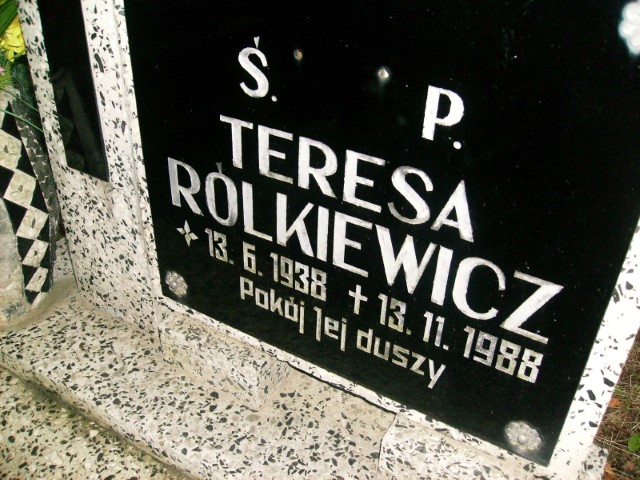 Ś. P.
TERESA
RÓLKIEWICZ
13. 6. 1938 + 13. 11. 1988
Pokój Jej duszy